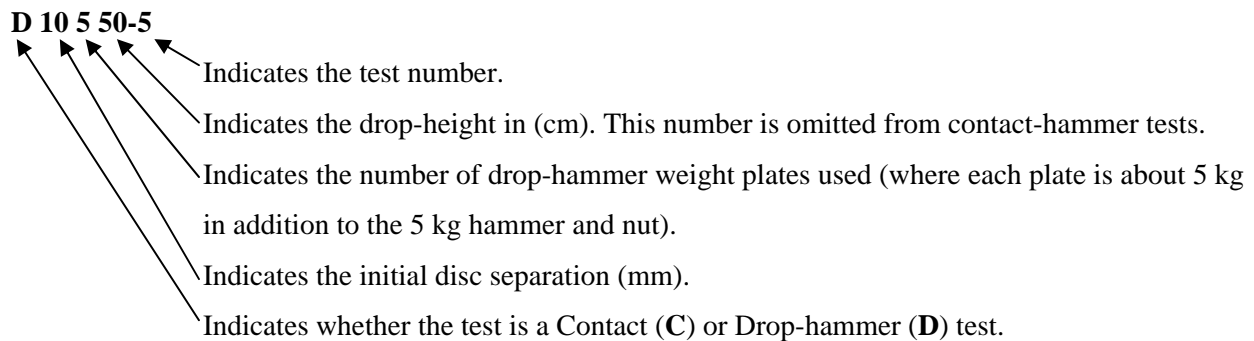 D 10 5 50-5
Indicates the test number.
Indicates the drop-height in (cm). This number is omitted from contact-hammer tests.
Indicates the number of drop-hammer weight plates used (where each plate is about 5 kg
in addition to the 5 kg hammer and nut).
Indicates the initial disc separation (mm).
Indicates whether the test is a Contact (C) or Drop-hammer (D) test.